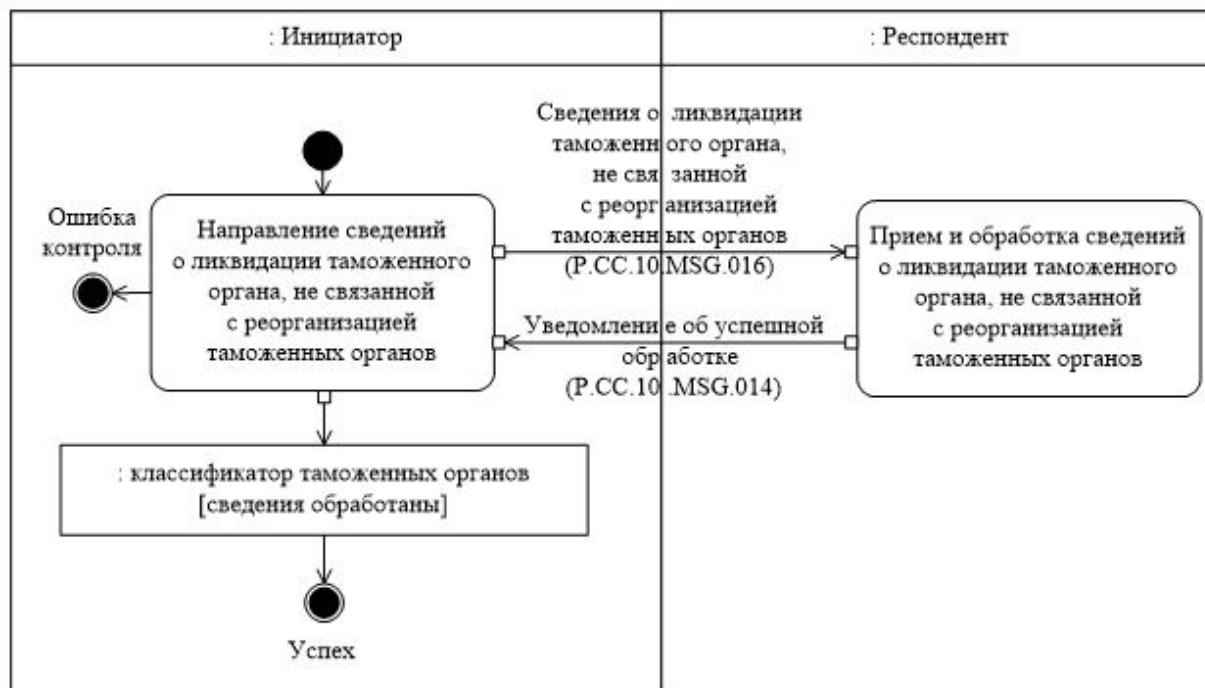 : Инициатор
: Респондент
Сведения о ликвидации
таможенного органа,
не связанной
с реорганизацией
таможенных органов
(P.CC.10.MSG.016)
Ошибка
контроля
Направление сведений
о ликвидации таможенного
органа, не связанной
с реорганизацией
таможенных органов
Прием и обработка сведений
о ликвидации таможенного
органа, не связанной
с реорганизацией
таможенных органов
Уведомление об успешной
обработке
(P.CC.10.MSG.014)
: классификатор таможенных органов
[сведения обработаны]
Успех